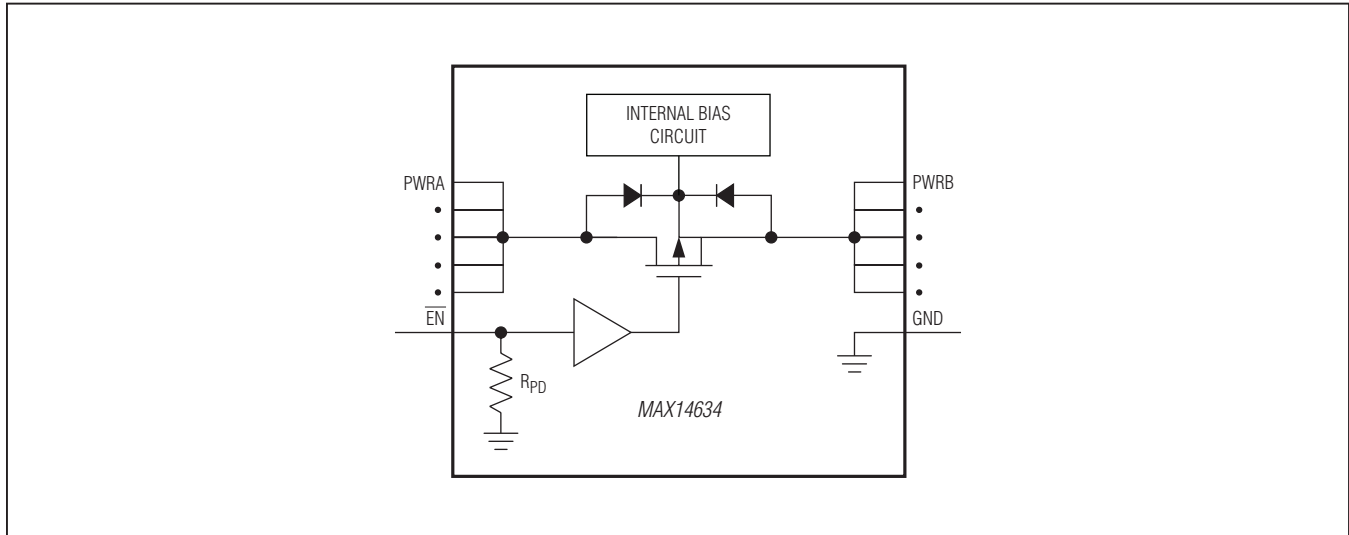 INTERNAL BIAS
CIRCUIT
PWRA
PWRB
EN
GND
RPD
MAX14634